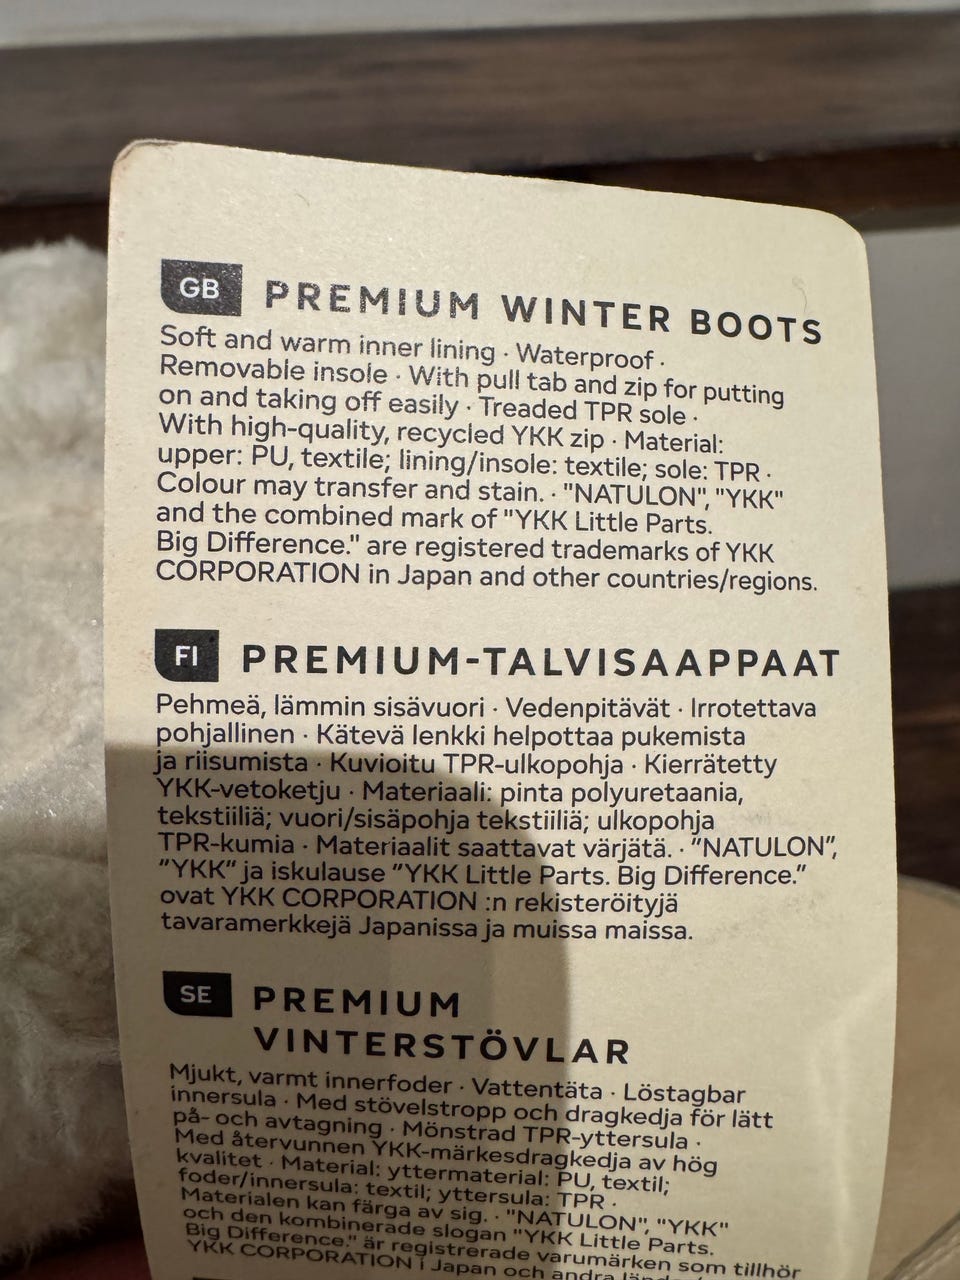 GB PREMIUM WINTER BOOTS
Soft and warm inner lining · Waterproof ·
Removable insole · With pull tab and zip for putting
on and taking off easily · Treaded TPR sole ·
With high-quality, recycled YKK zip · Material:
upper: PU, textile; lining/insole: textile; sole: TPR ·
Colour may transfer and stain. · "NATULON", "YKK"
and the combined mark of "YKK Little Parts.
Big Difference." are registered trademarks of YKK
CORPORATION in Japan and other countries/regions.
FI PREMIUM-TALVISAAPPAAT
Pehmeä, lämmin sisävuori · Vedenpitävät · Irrotettava
pohjallinen · Kätevä lenkki helpottaa pukemista
ja riisumista · Kuvioitu TPR-ulkopohja · Kierrätetty
YKK-vetoketju · Materiaali: pinta polyuretaania,
tekstiiliä; vuori/sisäpohja tekstiiliä; ulkopohja
TPR-kumia · Materiaalit saattavat värjätä. · ”NATULON”,
”YKK” ja iskulause ”YKK Little Parts. Big Difference.”
ovat YKK CORPORATION :n rekisteröityjä
tavaramerkkejä Japanissa ja muissa maissa.
SE PREMIUM
VINTERSTÖVLAR
Mjukt, varmt innerfoder · Vattentäta · Löstagbar
innersula · Med stövelstropp och dragkedja för lätt
på- och avtagning · Mönstrad TPR-yttersula ·
Med återvunnen YKK-märkesdragkedja av hög
kvalitet · Material: yttermaterial: PU, textil;
foder/innersula: textil; yttersula: TPR ·
Materialen kan färga av sig. · "NATULON", "YKK"
och den kombinerade slogan "YKK Little Parts.
Big Difference." är registrerade varumärken som tillhör
YKK CORPORATION i Japan och andra